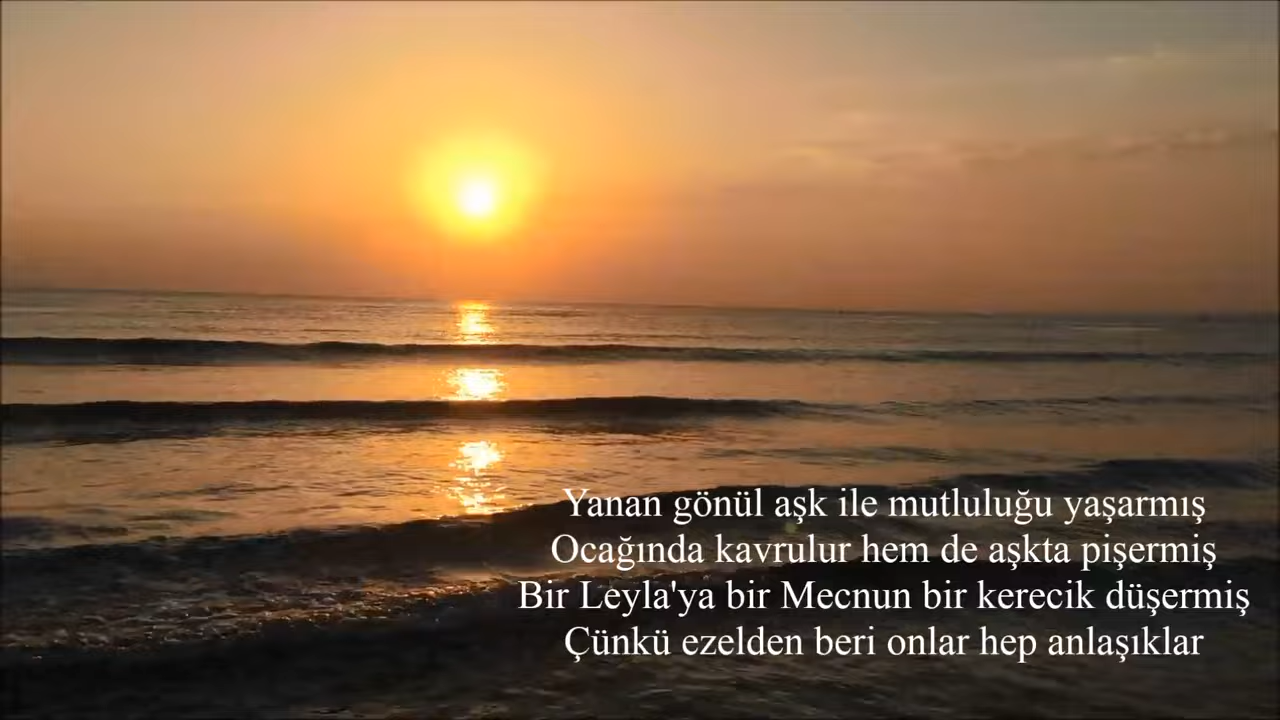 Yanan gönül aşk ile mutluluğu yaşarmış
Ocağında kavrulur hem de aşkta pişermiş
Bir Leyla'ya bir Mecnun bir kerecik düşermiş
Çünkü ezelden beri onlar hep anlaşıklar